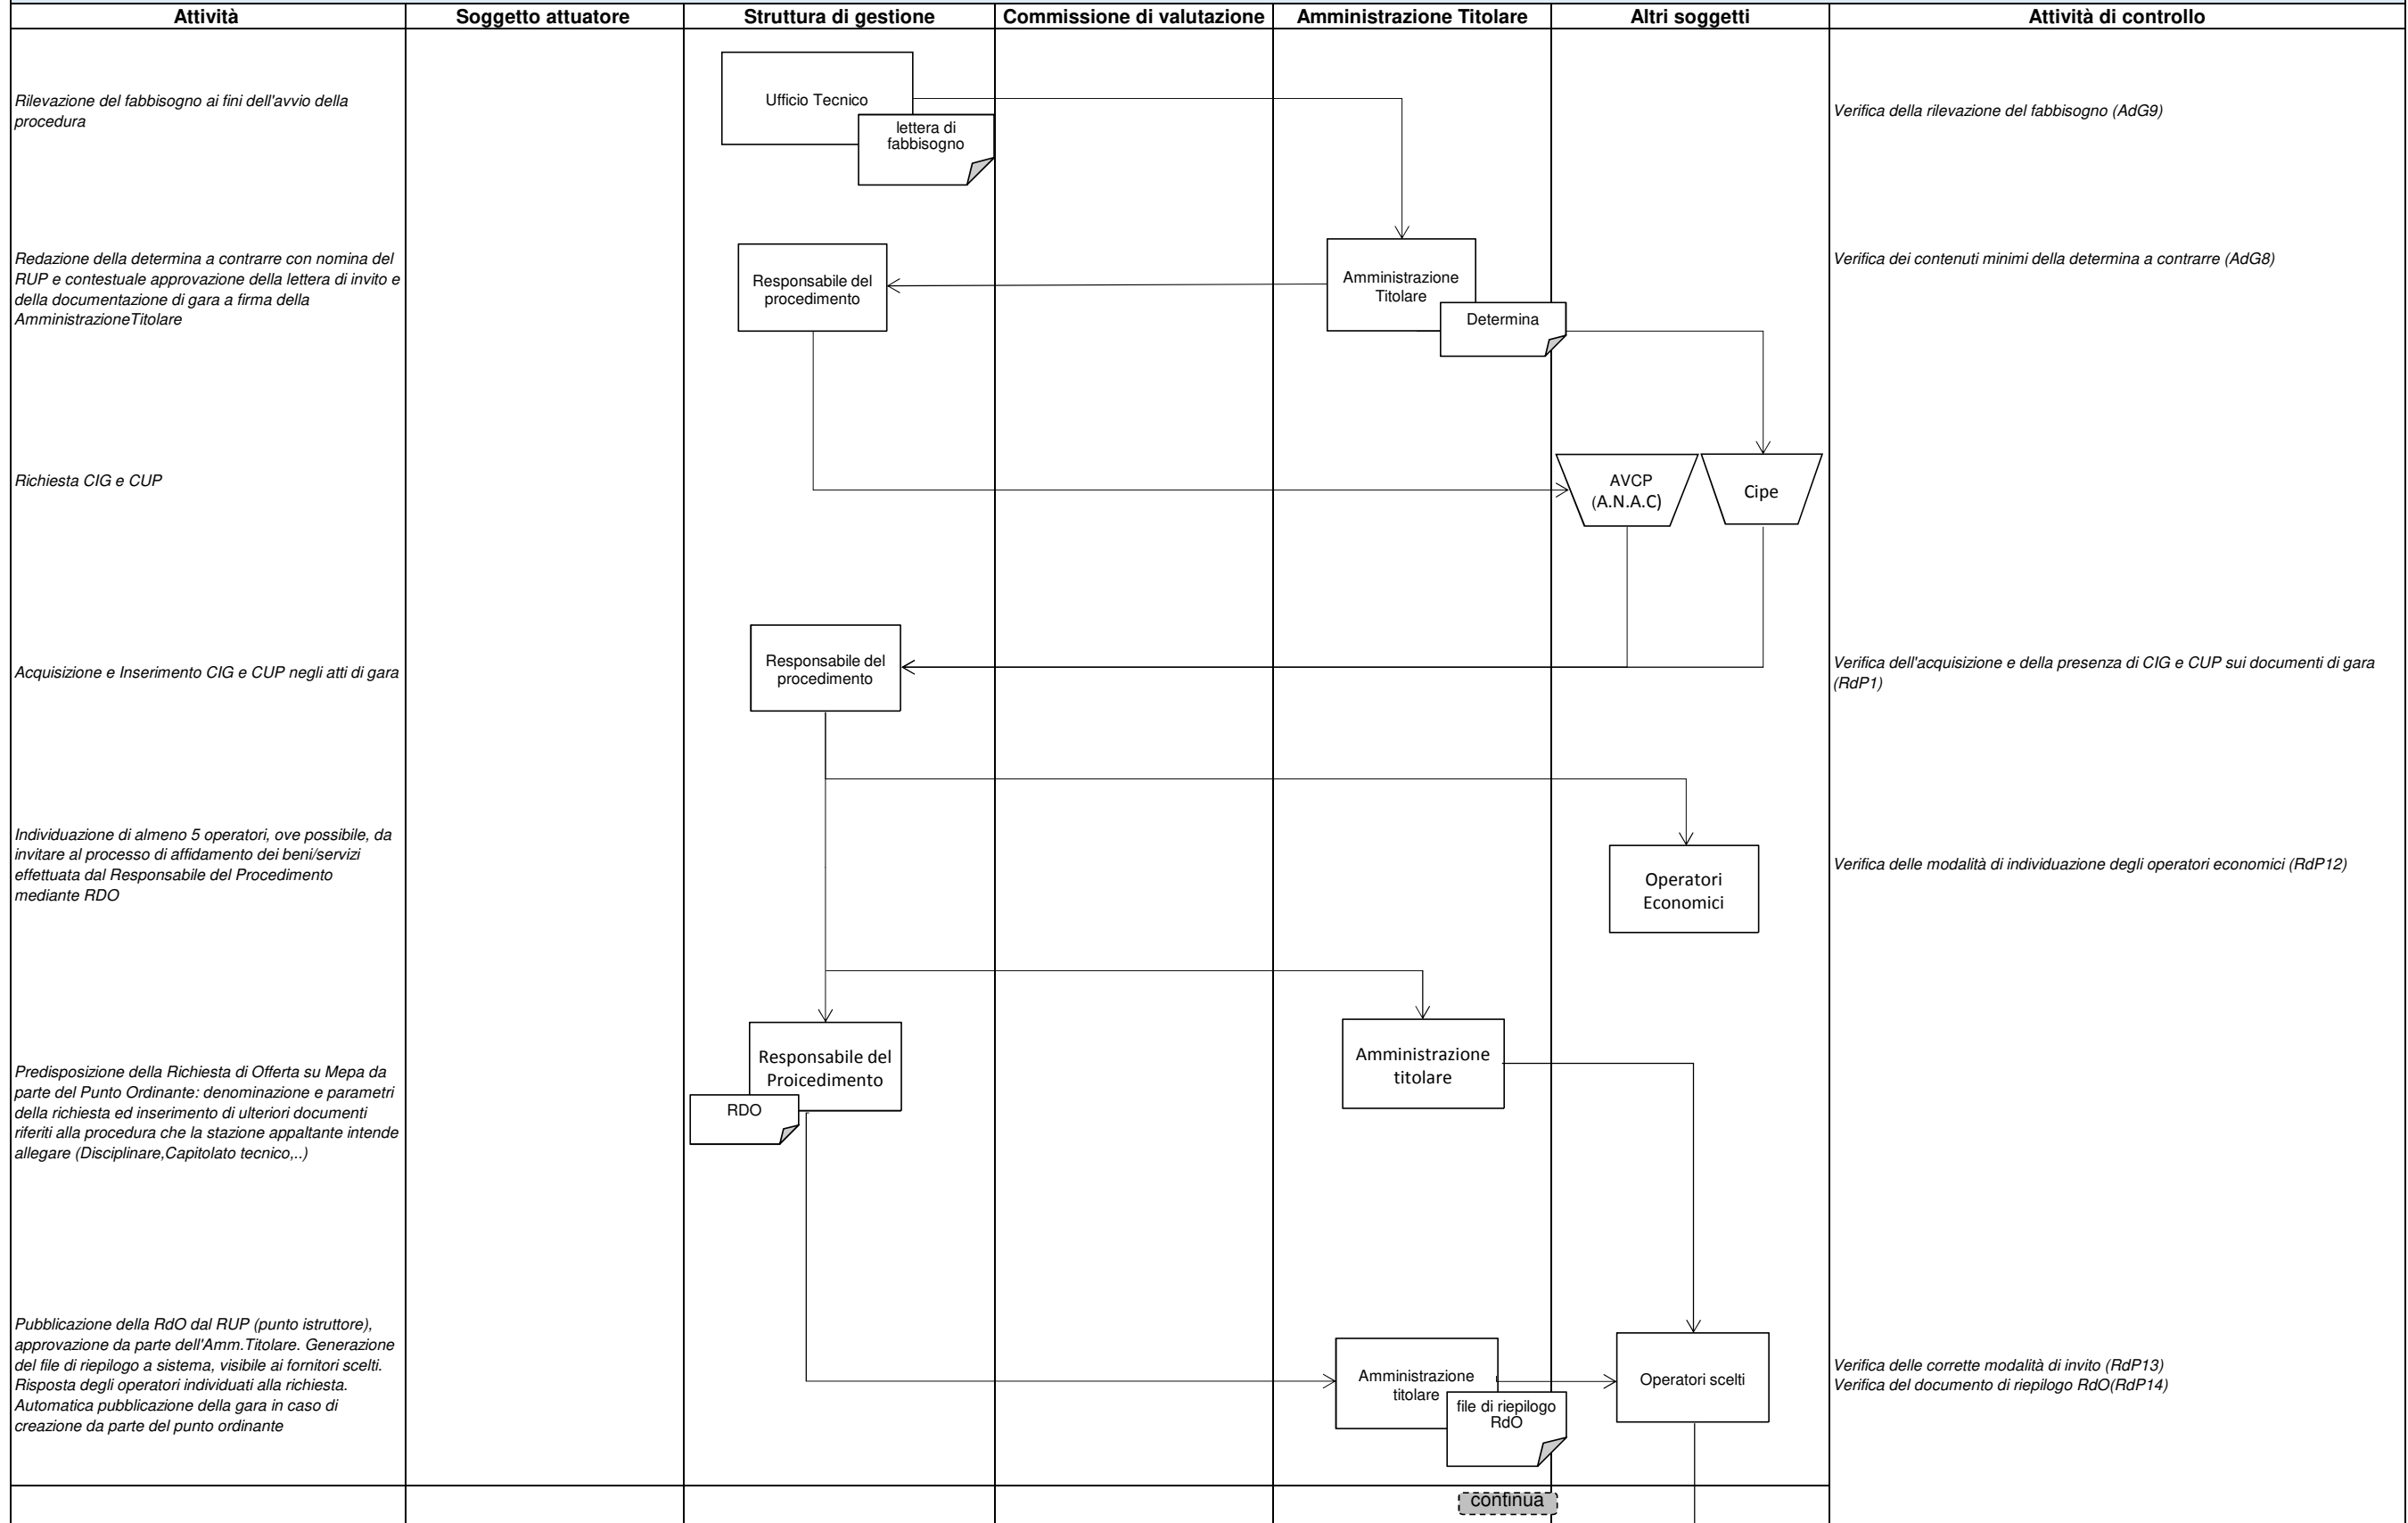 Attività
Soggetto attuatore
Struttura di gestione
Commissione di valutazione
Amministrazione Titolare
Altri soggetti
Attività di controllo
Rilevazione del fabbisogno ai fini dell'avvio della
procedura
Ufficio Tecnico
lettera di
fabbisogno
Verifica della rilevazione del fabbisogno (AdG9)
Redazione della determina a contrarre con nomina del
RUP e contestuale approvazione della lettera di invito e
della documentazione di gara a firma della
AmministrazioneTitolare
Responsabile del
procedimento
Amministrazione
Titolare
Determina
Verifica dei contenuti minimi della determina a contrarre (AdG8)
Richiesta CIG e CUP
AVCP
(A.N.A.C)
Cipe
Acquisizione e Inserimento CIG e CUP negli atti di gara
Responsabile del
procedimento
Verifica dell'acquisizione e della presenza di CIG e CUP sui documenti di gara
(RdP1)
Individuazione di almeno 5 operatori, ove possibile, da
invitare al processo di affidamento dei beni/servizi
effettuata dal Responsabile del Procedimento
mediante RDO
Operatori
Economici
Verifica delle modalità di individuazione degli operatori economici (RdP12)
Predisposizione della Richiesta di Offerta su Mepa da
parte del Punto Ordinante: denominazione e parametri
della richiesta ed inserimento di ulteriori documenti
riferiti alla procedura che la stazione appaltante intende
allegare (Disciplinare,Capitolato tecnico,..)
Responsabile del
Proicedimento
RDO
Amministrazione
titolare
Pubblicazione della RdO dal RUP (punto istruttore),
approvazione da parte dell'Amm.Titolare. Generazione
del file di riepilogo a sistema, visibile ai fornitori scelti.
Risposta degli operatori individuati alla richiesta.
Automatica pubblicazione della gara in caso di
creazione da parte del punto ordinante
Amministrazione
titolare
file di riepilogo
RdO
Operatori scelti
Verifica delle corrette modalità di invito (RdP13)
Verifica del documento di riepilogo RdO(RdP14)
continua